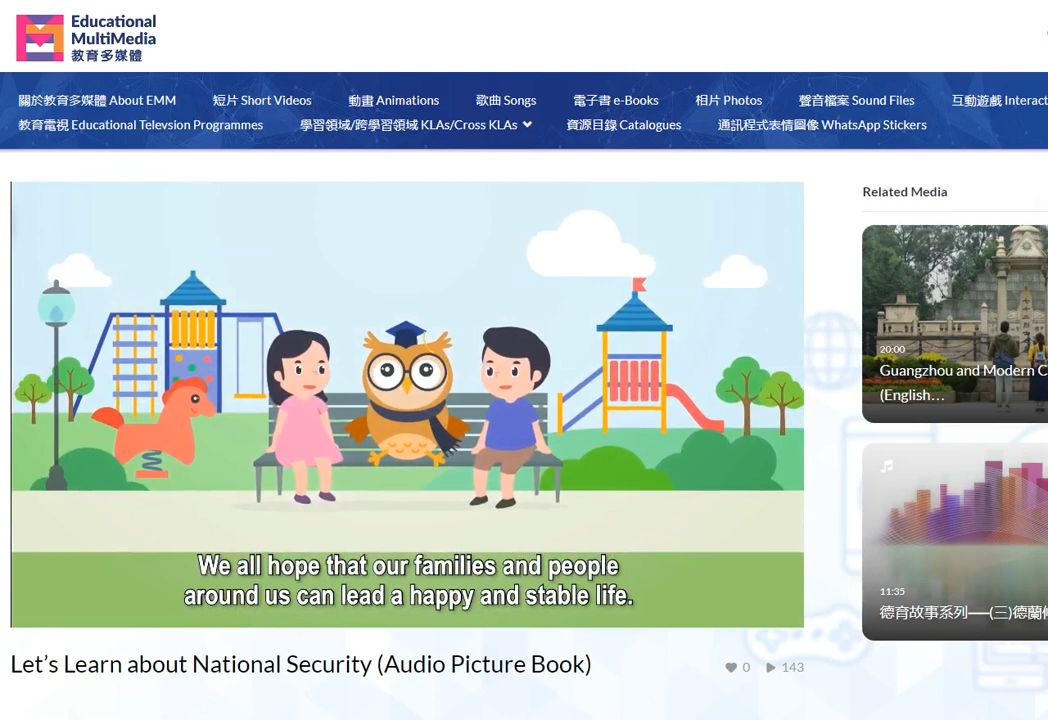 Educational
MultiMedia
教育多媒體
關於教育多媒體 About EMM 短片 Short Videos 動畫 Animations 歌曲 Songs 電子書 e-Books 相片 Photos 聲音檔案 Sound Files 互動遊戲 Interact
教育電視 Educational Televsion Programmes 學習領域/跨學習領域 KLAs/Cross KLAs 資源目錄 Catalogues 通訊程式表情圖像 WhatsApp Stickers
Related Media
20:00
Guangzhou and Modern C
(English...
We all hope that our families and people
around us can lead a happy and stable life.
11:35
德育故事系列──(三)德蘭修
Let's Learn about National Security (Audio Picture Book)
0 143